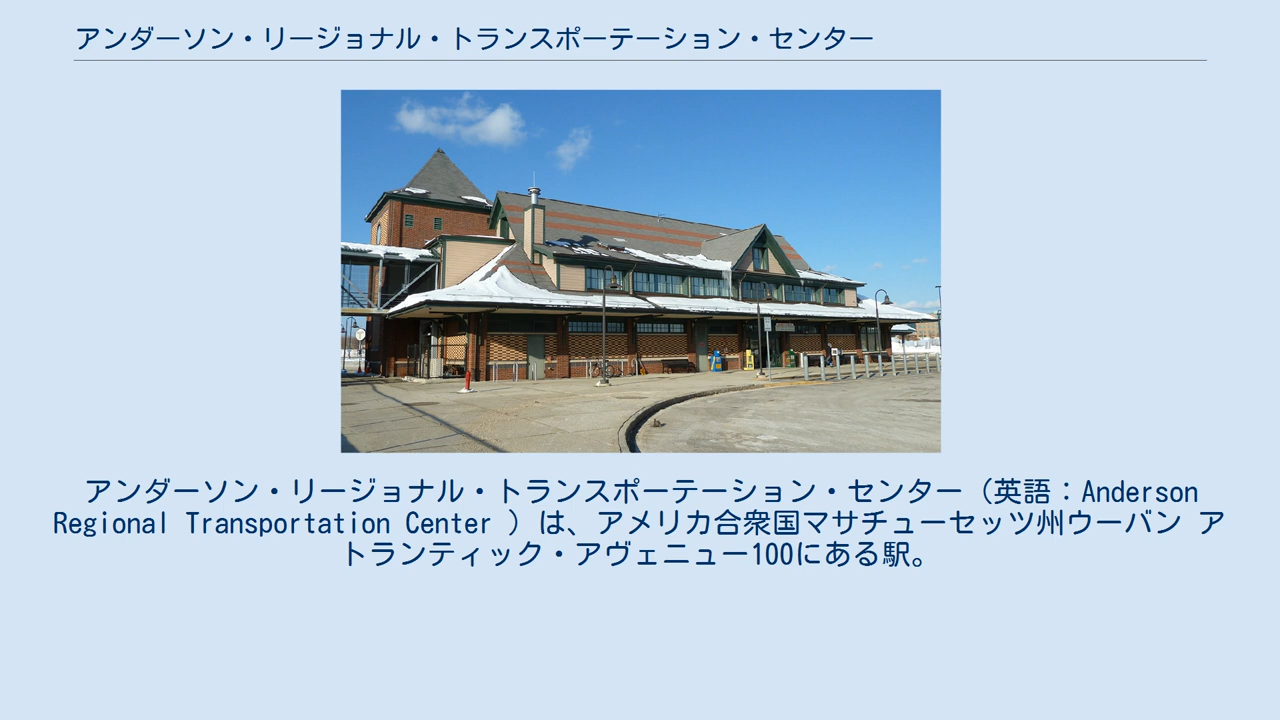 アンダーソン・リージョナル・トランスポーテーション・センター
アンダーソン・リージョナル・トランスポーテーション・センター（英語：Anderson
Regional Transportation Center ）は、アメリカ合衆国マサチューセッツ州ウーバン ア
トランティック・アヴェニュー100にある駅。